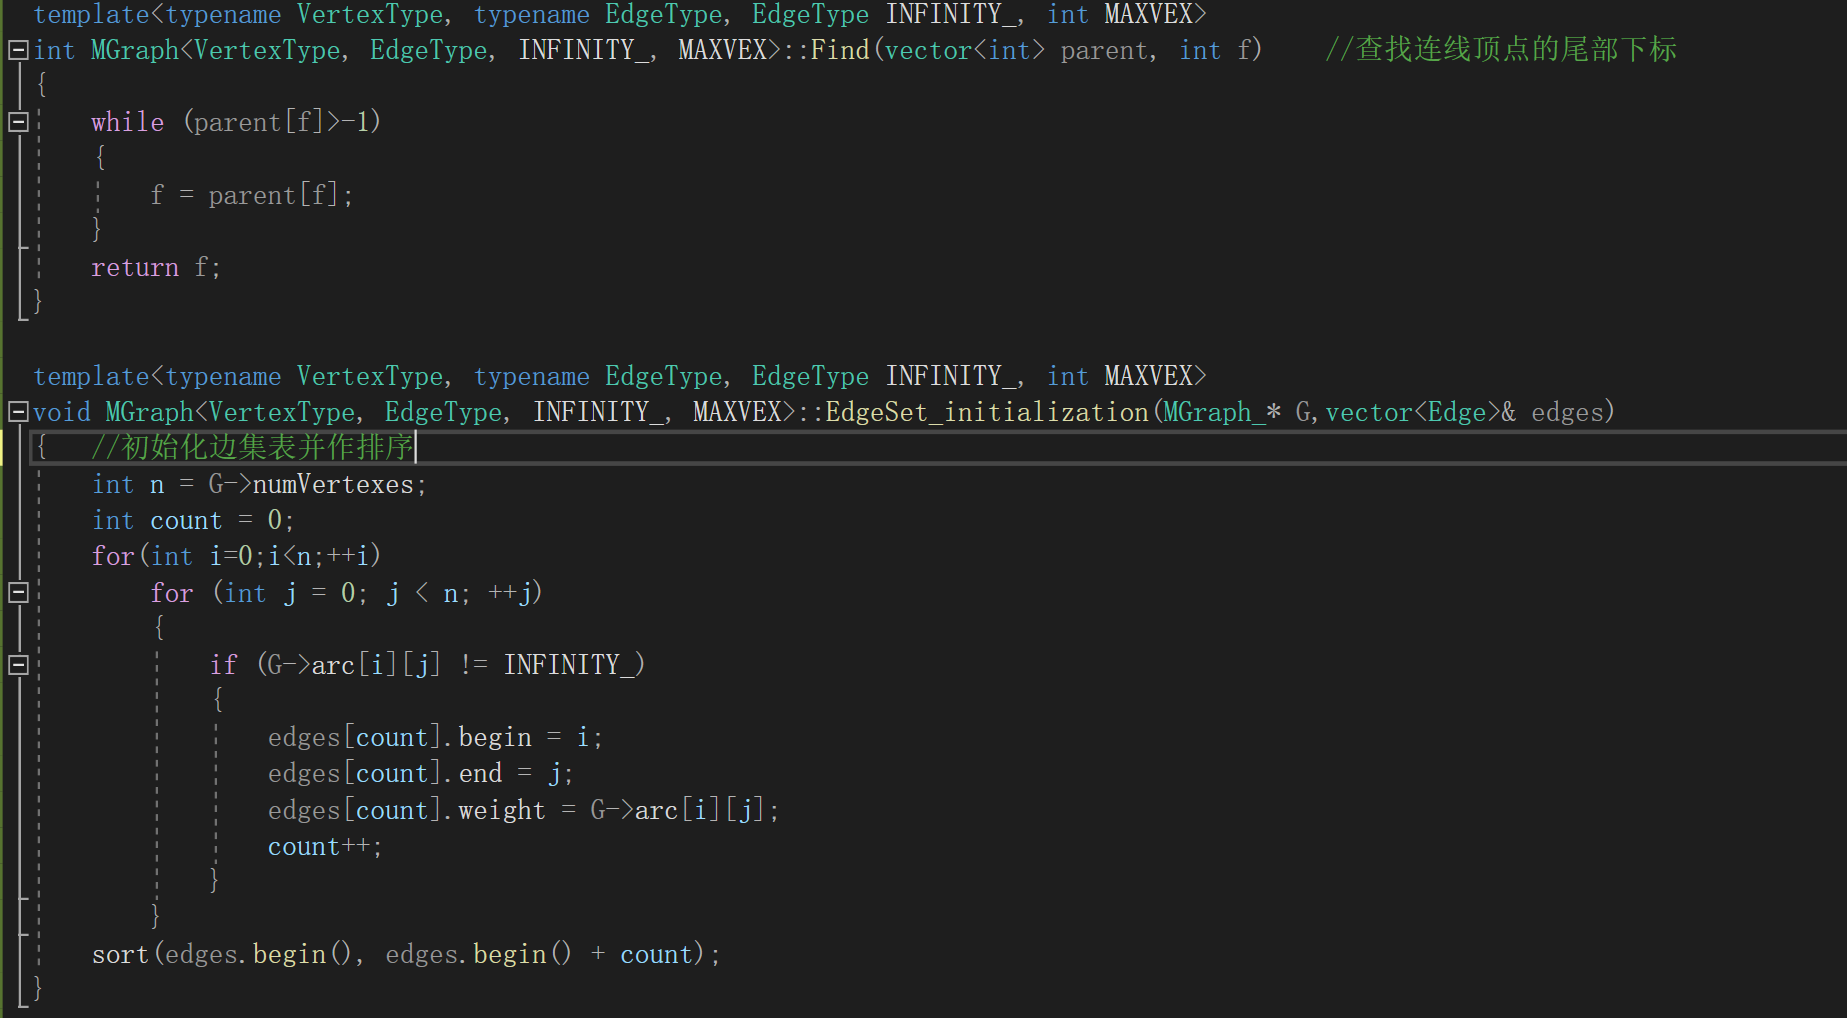 template<typename VertexType, typename EdgeType, EdgeType INFINITY_, int MAXVEX>
int MGraph<VertexType, EdgeType, INFINITY_, MAXVEX>::Find(vector<int> parent, int f)    //查找连线顶点的尾部下标
{
    while (parent[f]>-1)
    {
        f = parent[f];
    }
    return f;
}

template<typename VertexType, typename EdgeType, EdgeType INFINITY_, int MAXVEX>
void MGraph<VertexType, EdgeType, INFINITY_, MAXVEX>::EdgeSet_initialization(MGraph_* G,vector<Edge>& edges)
{   //初始化边集表并作排序
    int n = G->numVertexes;
    int count = 0;
    for(int i=0;i<n;++i)
        for (int j = 0; j < n; ++j)
        {
            if (G->arc[i][j] != INFINITY_)
            {
                edges[count].begin = i;
                edges[count].end = j;
                edges[count].weight = G->arc[i][j];
                count++;
            }
        }
    sort(edges.begin(), edges.begin() + count);
}